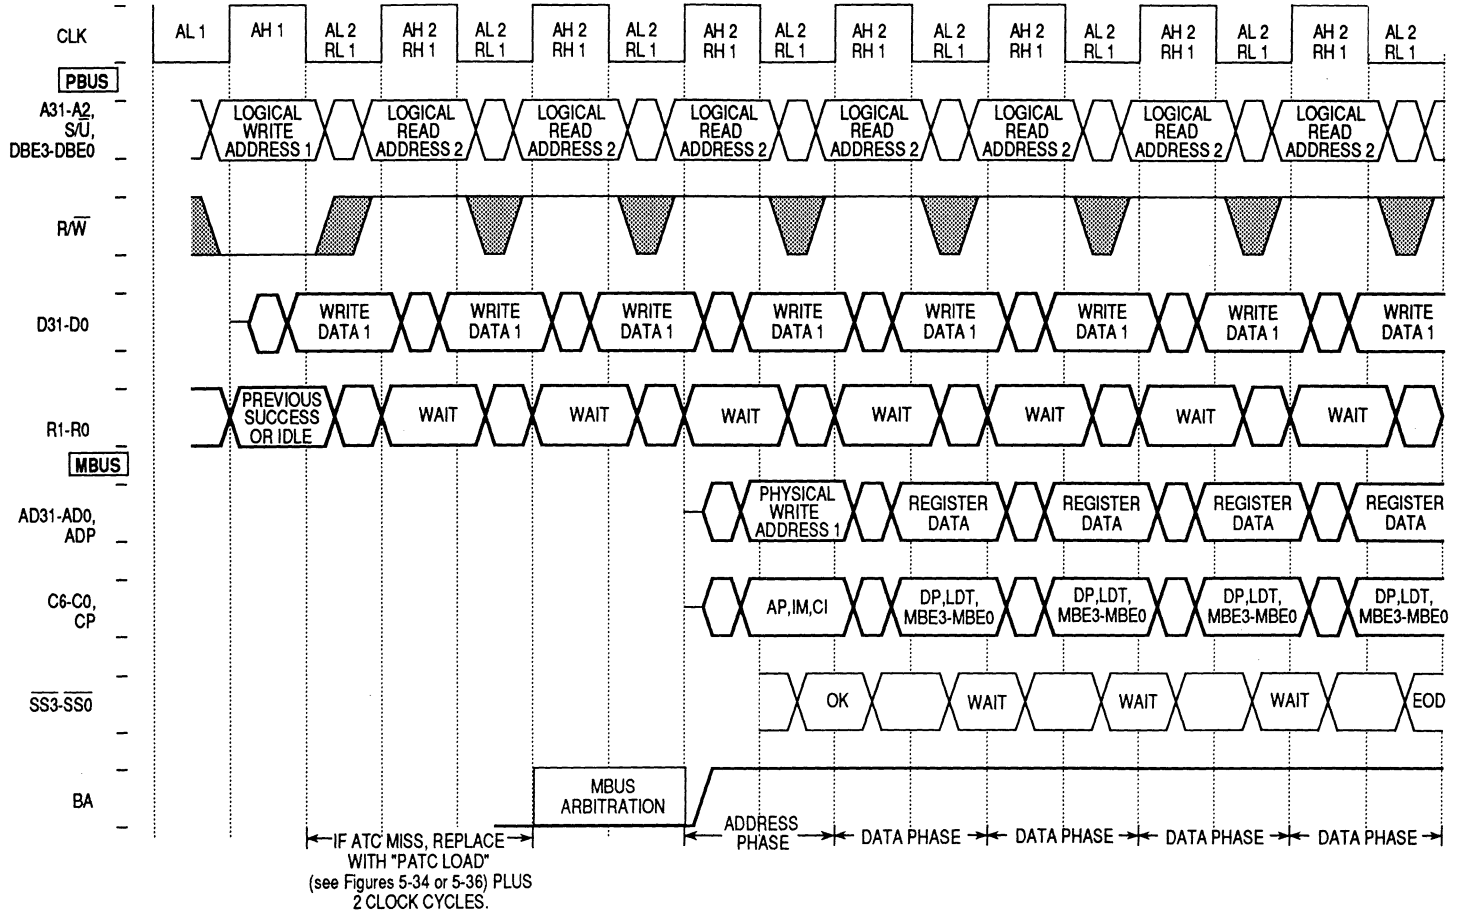 CLK
AL 1
AH 1
AL 2
RL 1
AH 2
RH 1
AL 2
RL 1
AH 2
RH 1
AL 2
RL 1
AH 2
RH 1
AL 2
RL 1
AH 2
RH 1
AL 2
RL 1
AH 2
RH 1
AL 2
RL 1
AH 2
RH 1
AL 2
RL 1
AH 2
RH 1
AL 2
RL 1
PBUS
A31-A2,
S/U̅,
DBE3-DBE0
LOGICAL
WRITE
ADDRESS 1
LOGICAL
READ
ADDRESS 2
LOGICAL
READ
ADDRESS 2
LOGICAL
READ
ADDRESS 2
LOGICAL
READ
ADDRESS 2
LOGICAL
READ
ADDRESS 2
LOGICAL
READ
ADDRESS 2
LOGICAL
READ
ADDRESS 2
R/W̅
D31-D0
WRITE
DATA 1
WRITE
DATA 1
WRITE
DATA 1
WRITE
DATA 1
WRITE
DATA 1
WRITE
DATA 1
WRITE
DATA 1
WRITE
DATA 1
R1-R0
PREVIOUS
SUCCESS
OR IDLE
WAIT
WAIT
WAIT
WAIT
WAIT
WAIT
WAIT
MBUS
AD31-AD0,
ADP
PHYSICAL
WRITE
ADDRESS 1
REGISTER
DATA
REGISTER
DATA
REGISTER
DATA
REGISTER
DATA
C6-C0,
CP
AP,IM,CI
DP,LDT,
MBE3-MBE0
DP,LDT,
MBE3-MBE0
DP,LDT,
MBE3-MBE0
DP,LDT,
MBE3-MBE0
S̅S̅3̅-S̅S̅0̅
OK
WAIT
WAIT
WAIT
EOD
BA
MBUS
ARBITRATION
IF ATC MISS, REPLACE
WITH "PATC LOAD"
(see Figures 5-34 or 5-36) PLUS
2 CLOCK CYCLES.
ADDRESS
PHASE
DATA PHASE
DATA PHASE
DATA PHASE
DATA PHASE